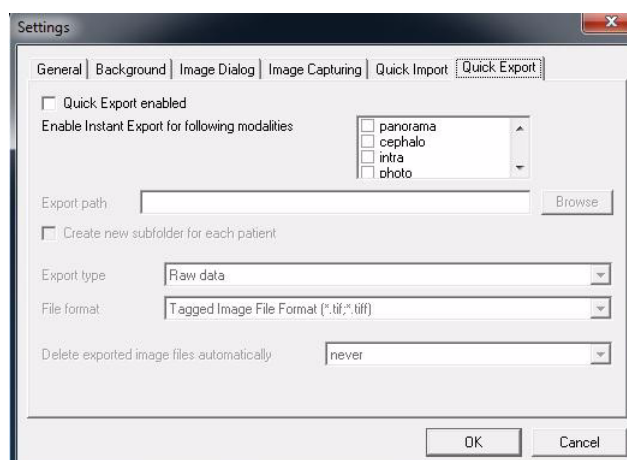 Settings
General Background Image Dialog Image Capturing Quick Import Quick Export
Quick Export enabled
Enable Instant Export for following modalities
panorama
cephalo
intra
photo
Export path Browse
Create new subfolder for each patient
Export type Raw data
File format Tagged Image File Format (*.tif;*.tiff)
Delete exported image files automatically never
OK Cancel